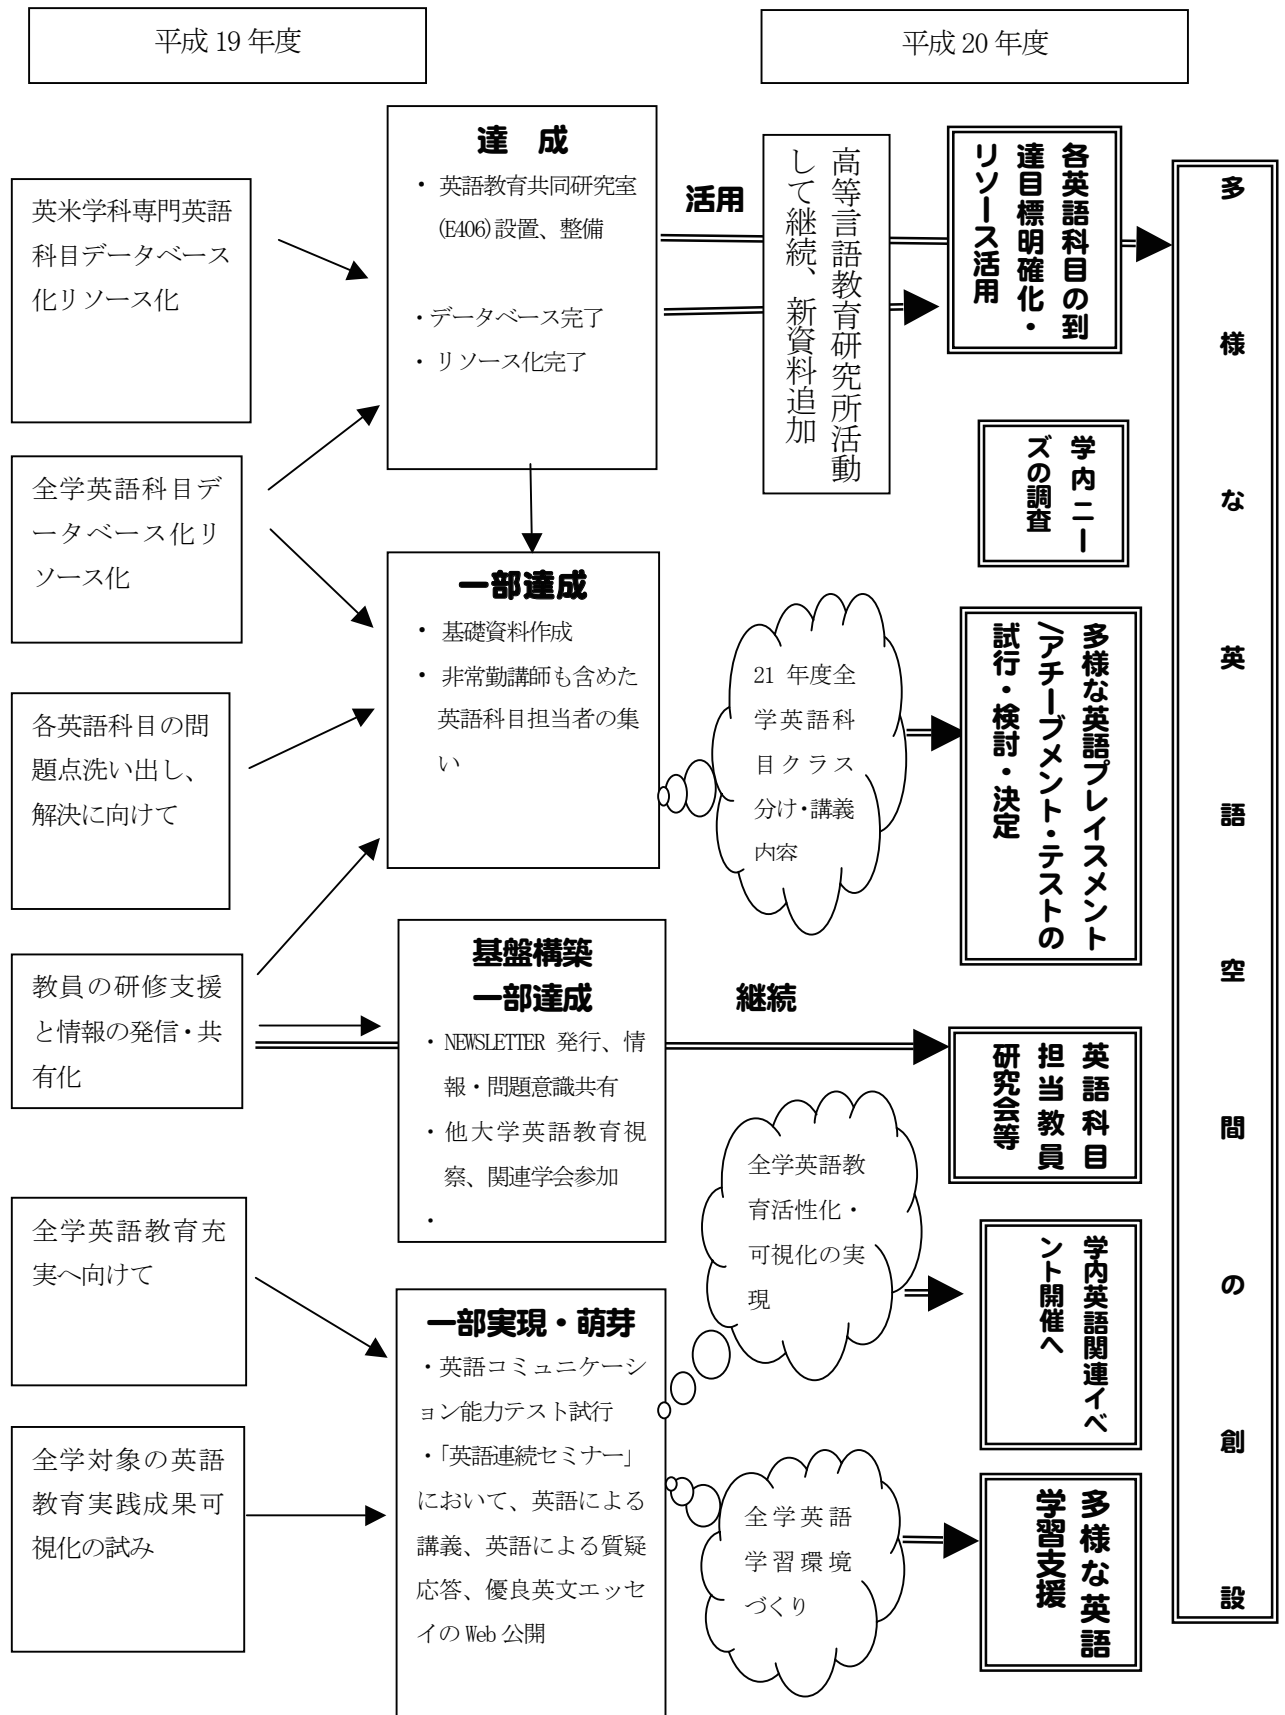 平成 19 年度
平成 20 年度
英米学科専門英語
科目データベース
化リソース化
全学英語科目デ
ータベース化リ
ソース化
各英語科目の問
題点洗い出し、
解決に向けて
教員の研修支援
と情報の発信・共
有化
全学英語教育充
実へ向けて
全学対象の英語
教育実践成果可
視化の試み
達 成
・ 英語教育共同研究室
(E406)設置、整備
・データベース完了
・ リソース化完了
一部達成
・ 基礎資料作成
・ 非常勤講師も含めた
英語科目担当者の集
い
基盤構築
一部達成
・ NEWSLETTER 発行、情
報・問題意識共有
・他大学英語教育視
察、関連学会参加
・
一部実現・萌芽
・英語コミュニケーシ
ョン能力テスト試行
・「英語連続セミナー」
において、英語による
講義、英語による質疑
応答、優良英文エッセ
イの Web 公開
活用
高等言語教育研究所活動
して継続、新資料追加
21 年度全
学英語科
目クラス
分け・講義
内容
継続
全学英語教
育活性化・
可視化の実
現
全学英語
学習環境
づくり
各英語科目の到
達目標明確化・
リソース活用
学内ニー
ズの調査
多様な英語プレイスメント
/アチーブメント・テストの
試行・検討・決定
英語科目
担当教員
研究会等
学内英語関連イベ
ント開催へ
多様な英語
学習支援
多様な英語空間の創設